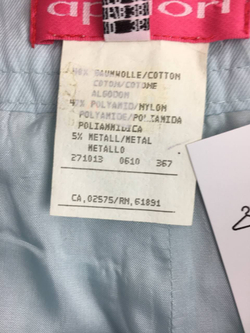 BAUMWOLLE/COTTON
COTON/COTONE
ALGODON
POLYAMID/NYLON
POLYAMIDE/POLIAMIDA
POLIAMMIDICA
5% METALL/METAL
METALLO
271013 0610 367
CA,02575/RN,61891